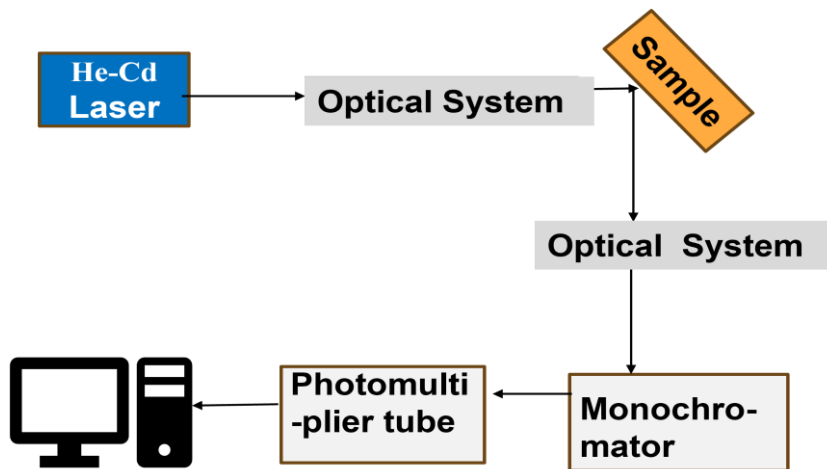 He-Cd
Laser
Optical System
Sample
Optical System
Photomulti
-plier tube
Monochro-
mator